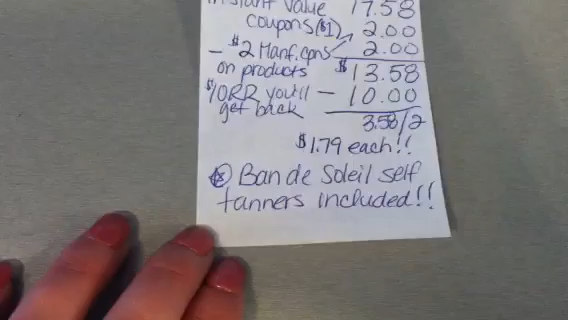 Instant Value 17.58
coupons($1) 2.00
- $2 Manf.cpns 2.00
on products $13.58
$10RR you'll - 10.00
get back
3.58/2
$1.79 each!!
Ban de Soleil self
tanners included!!